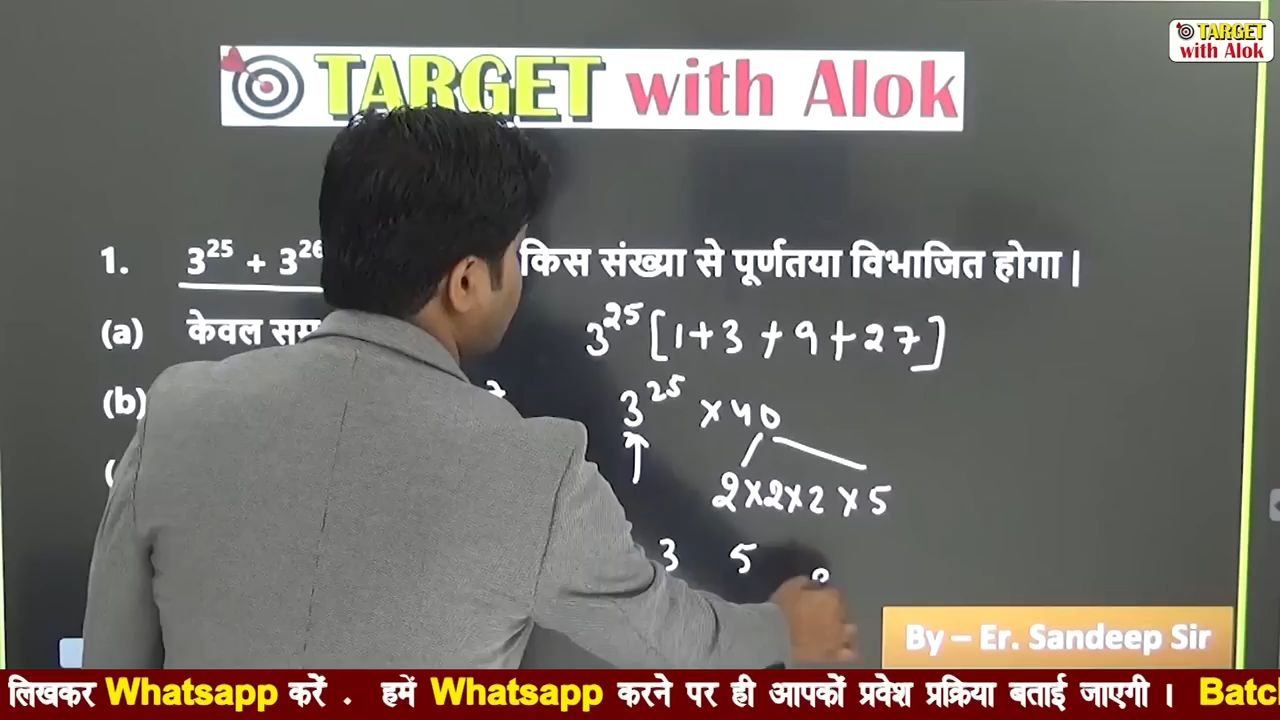 TARGET
with Alok
TARGET with Alok
1. 3²⁵ + 3²⁶ किस संख्या से पूर्णतया विभाजित होगा |
(a) केवल
3²⁵ [1+3+9+27]
(b)
3²⁵ ×40
2×2×2×5
3 5
By – Er. Sandeep Sir
लिखकर Whatsapp करें . हमें Whatsapp करने पर ही आपकों प्रवेश प्रक्रिया बताई जाएगी । Batch